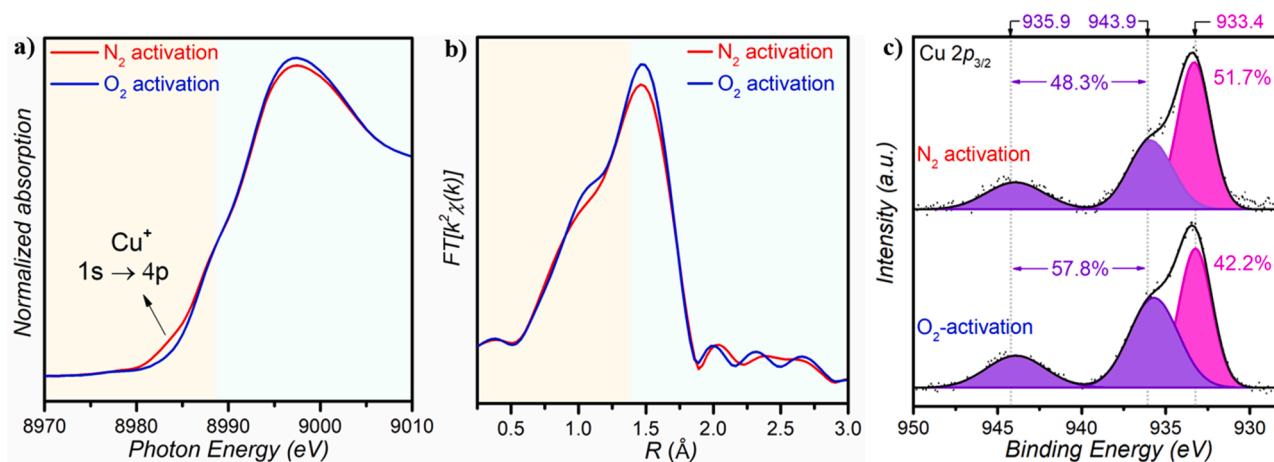 a)
N2 activation
O2 activation
Cu+
1s → 4p
Normalized absorption
8970 8980 8990 9000 9010
Photon Energy (eV)
b)
N2 activation
O2 activation
FT[k²χ(k)]
0.5 1.0 1.5 2.0 2.5 3.0
R (Å)
c)
935.9 943.9 933.4
Cu 2p3/2
48.3%
51.7%
N2 activation
57.8%
42.2%
O2-activation
Intensity (a.u.)
950 945 940 935 930
Binding Energy (eV)